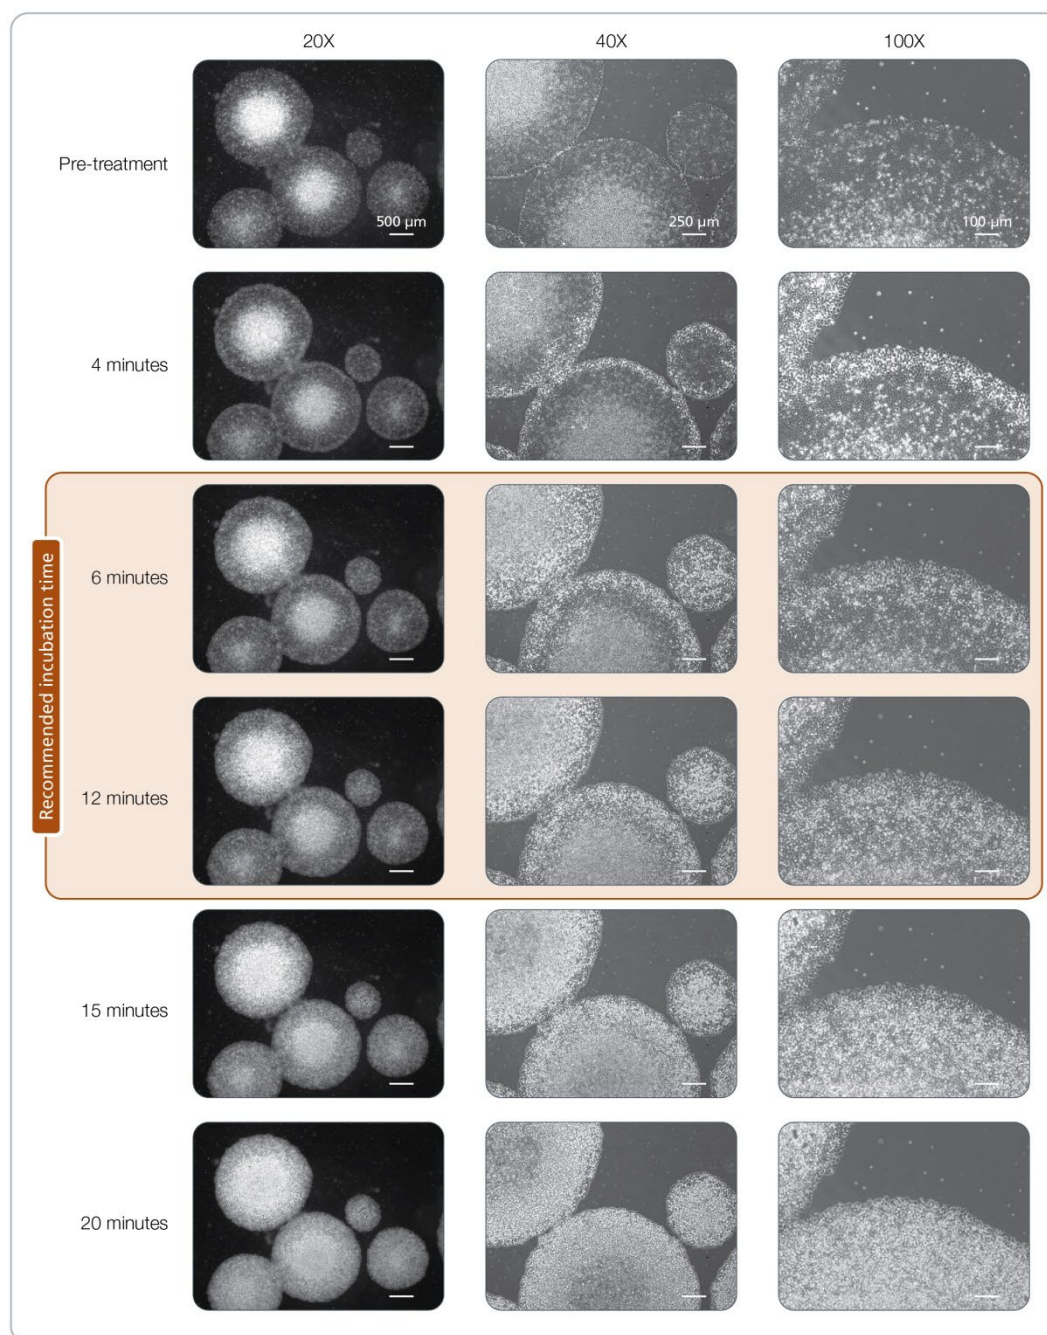 20X
40X
100X
Pre-treatment
500 µm
250 µm
100 µm
4 minutes
Recommended incubation time
6 minutes
12 minutes
15 minutes
20 minutes